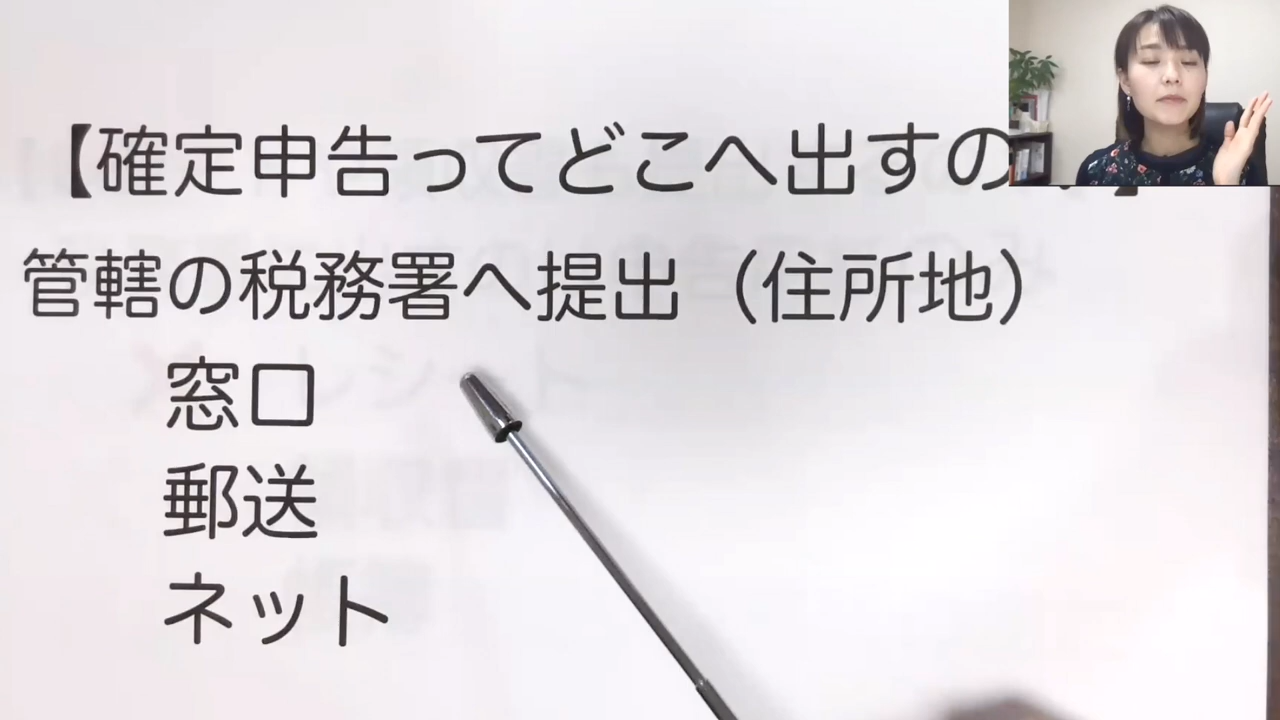 【確定申告ってどこへ出すの
管轄の税務署へ提出（住所地）
窓口
郵送
ネット